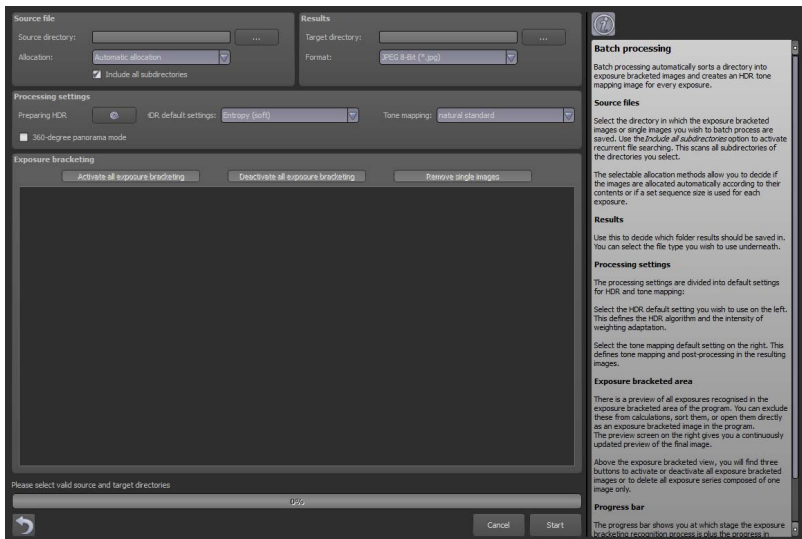 Source file
Source directory:
...
Allocation:
Automatic allocation
Include all subdirectories
Results
Target directory:
...
Format:
JPEG 8-Bit (*.jpg)
Processing settings
Preparing HDR
HDR default settings:
Entropy (soft)
Tone mapping:
natural standard
360-degree panorama mode
Exposure bracketing
Activate all exposure bracketing
Deactivate all exposure bracketing
Remove single images
Please select valid source and target directories
0%
Cancel
Start
Batch processing
Batch processing automatically sorts a directory into
exposure bracketed images and creates an HDR tone
mapping image for every exposure.
Source files
Select the directory in which the exposure bracketed
images or single images you wish to batch process are
saved. Use the Include all subdirectories option to activate
recurrent file searching. This scans all subdirectories of
the directories you select.
The selectable allocation methods allow you to decide if
the images are allocated automatically according to their
contents or if a set sequence size is used for each
exposure.
Results
Use this to decide which folder results should be saved in.
You can select the file type you wish to use underneath.
Processing settings
The processing settings are divided into default settings
for HDR and tone mapping:
Select the HDR default setting you wish to use on the left.
This defines the HDR algorithm and the intensity of
weighting adaptation.
Select the tone mapping default setting on the right. This
defines tone mapping and post-processing in the resulting
images.
Exposure bracketed area
There is a preview of all exposures recognised in the
exposure bracketed area of the program. You can exclude
these from calculations, sort them, or open them directly
as an exposure bracketed image in the program.
The preview screen on the right gives you a continuously
updated preview of the final image.
Above the exposure bracketed view, you will find three
buttons to activate or deactivate all exposure bracketed
images or to delete all exposure series composed of one
image only.
Progress bar
The progress bar shows you at which stage the exposure
bracketing recognition process is plus the progress in